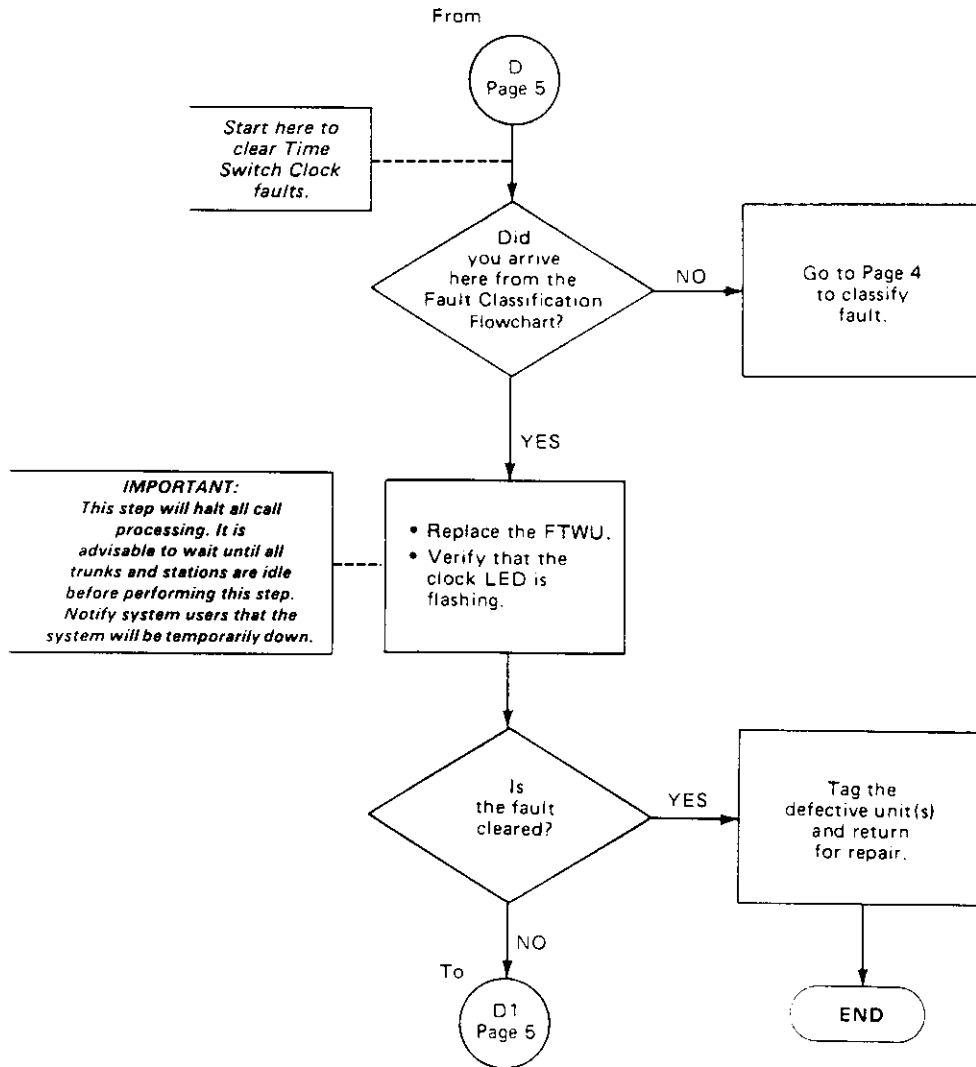 From
D
Page 5
Start here to
clear Time
Switch Clock
faults.
Did
you arrive
here from the
Fault Classification
Flowchart?
NO
Go to Page 4
to classify
fault.
YES
IMPORTANT:
This step will halt all call
processing. It is
advisable to wait until all
trunks and stations are idle
before performing this step.
Notify system users that the
system will be temporarily down.
• Replace the FTWU.
• Verify that the
clock LED is
flashing.
Is
the fault
cleared?
YES
Tag the
defective unit(s)
and return
for repair.
NO
To
D1
Page 5
END